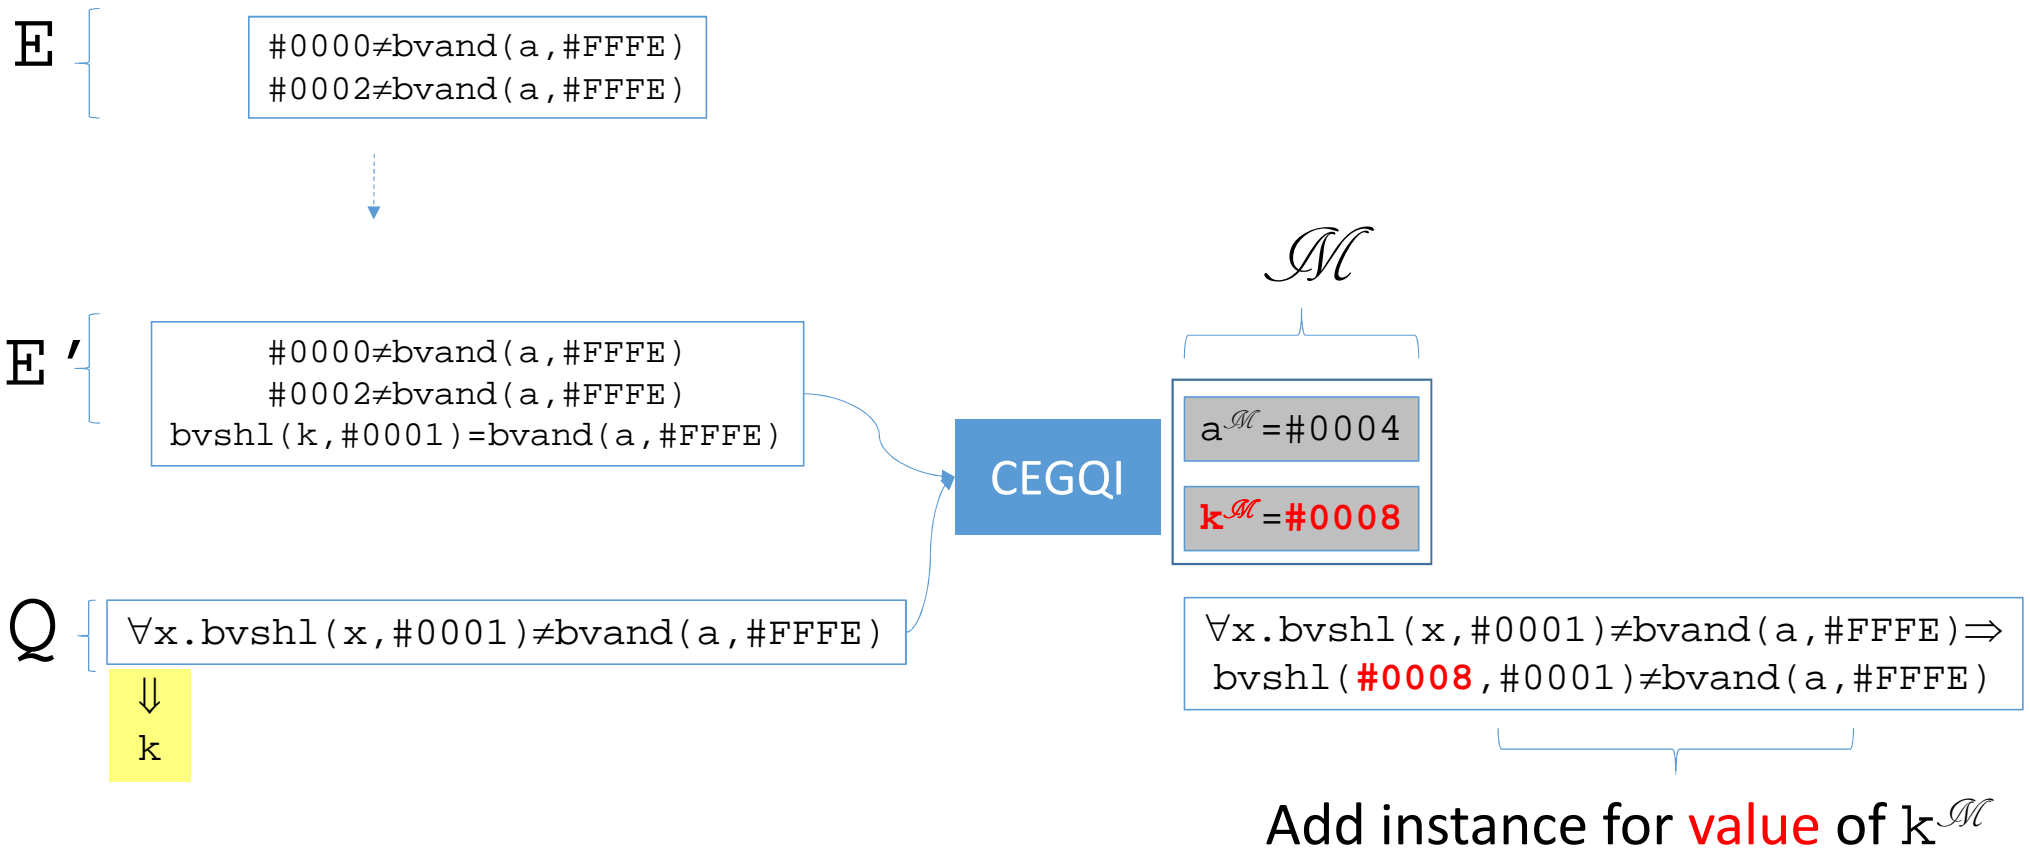 E
#0000≠bvand(a,#FFFE)
#0002≠bvand(a,#FFFE)
ℳ
E'
#0000≠bvand(a,#FFFE)
#0002≠bvand(a,#FFFE)
bvshl(k,#0001)=bvand(a,#FFFE)
CEGQI
aℳ=#0004
kℳ=#0008
Q
∀x.bvshl(x,#0001)≠bvand(a,#FFFE)
⇓
k
∀x.bvshl(x,#0001)≠bvand(a,#FFFE)⇒
bvshl(#0008,#0001)≠bvand(a,#FFFE)
Add instance for value of kℳ